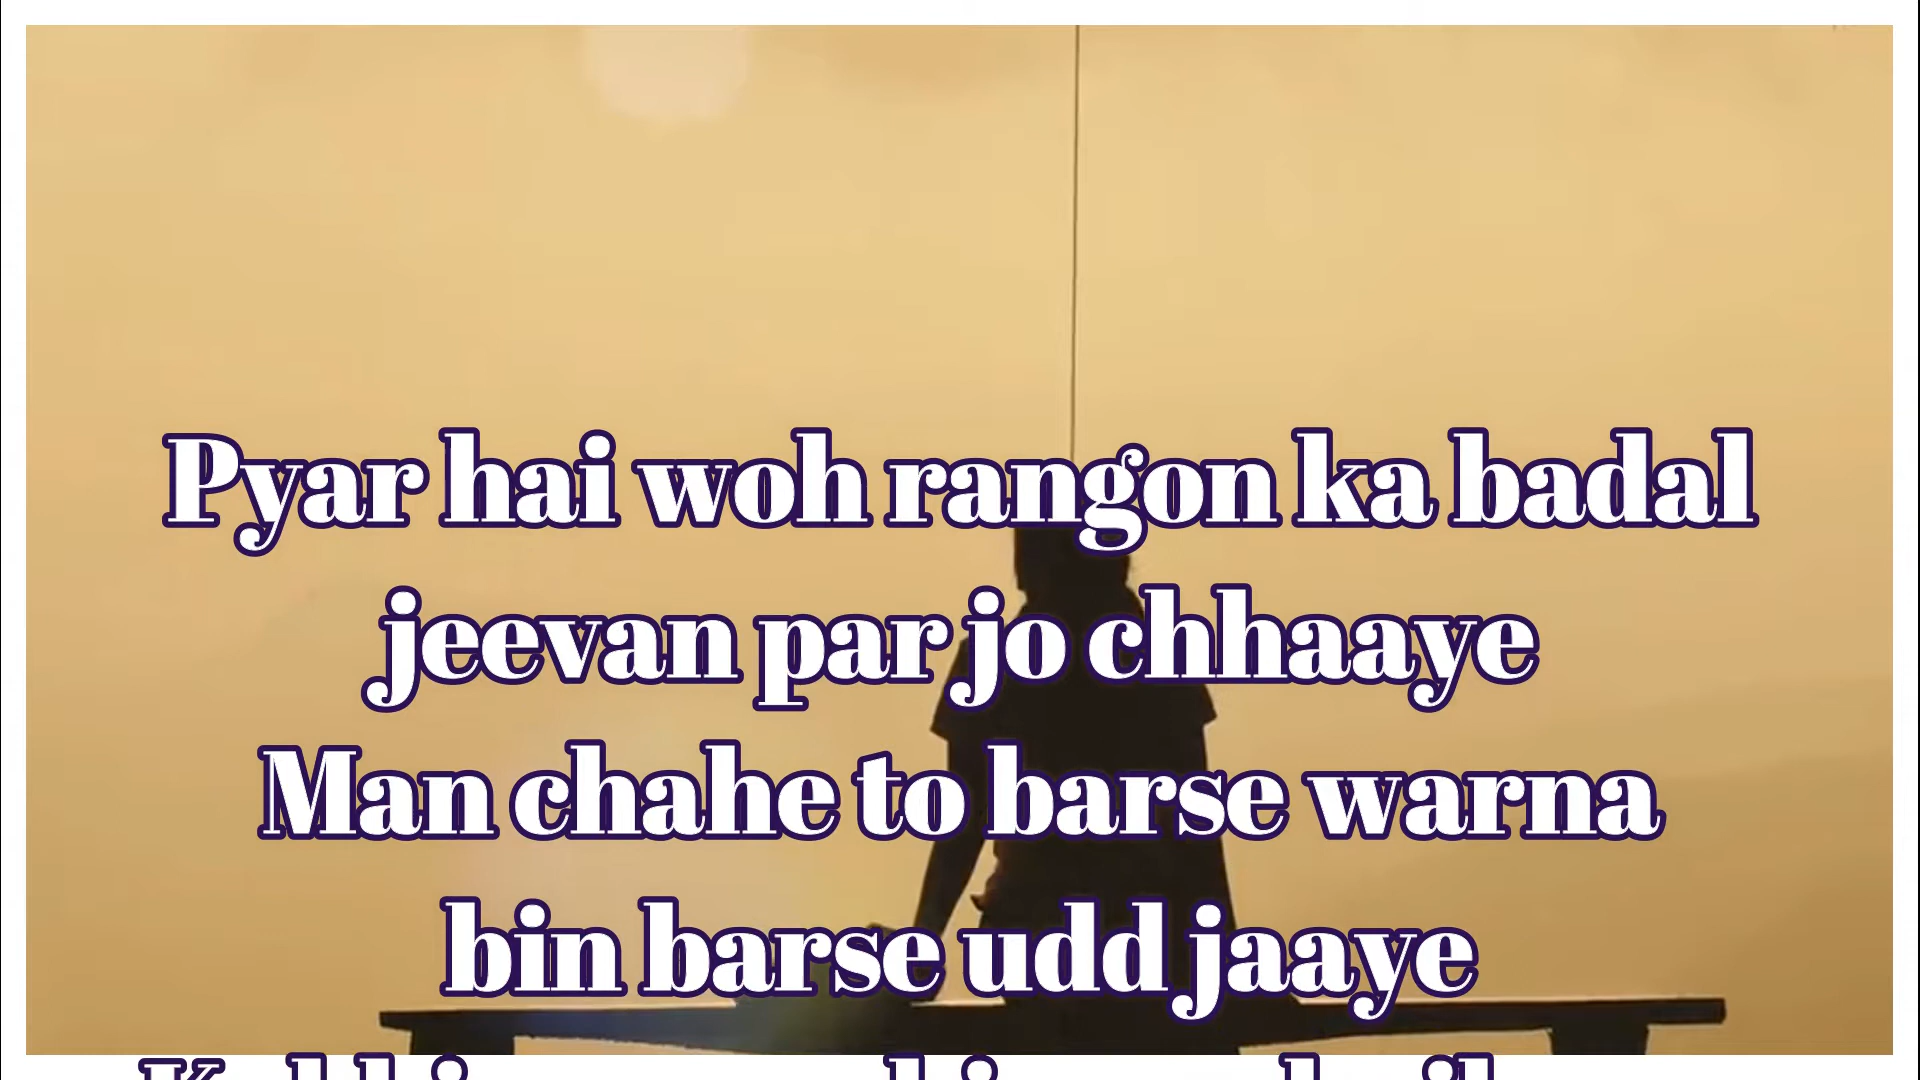 Pyar hai woh rangon ka badal
jeevan par jo chhaaye
Man chahe to barse warna
bin barse udd jaaye